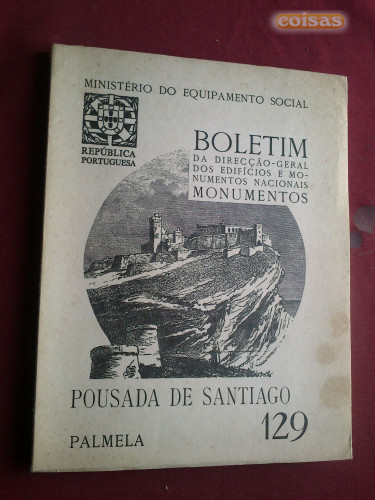 coisas
MINISTÉRIO DO EQUIPAMENTO SOCIAL
REPÚBLICA
PORTUGUESA
BOLETIM
DA DIRECÇÃO-GERAL
DOS EDIFÍCIOS E MO-
NUMENTOS NACIONAIS
MONUMENTOS
POUSADA DE SANTIAGO
129
PALMELA